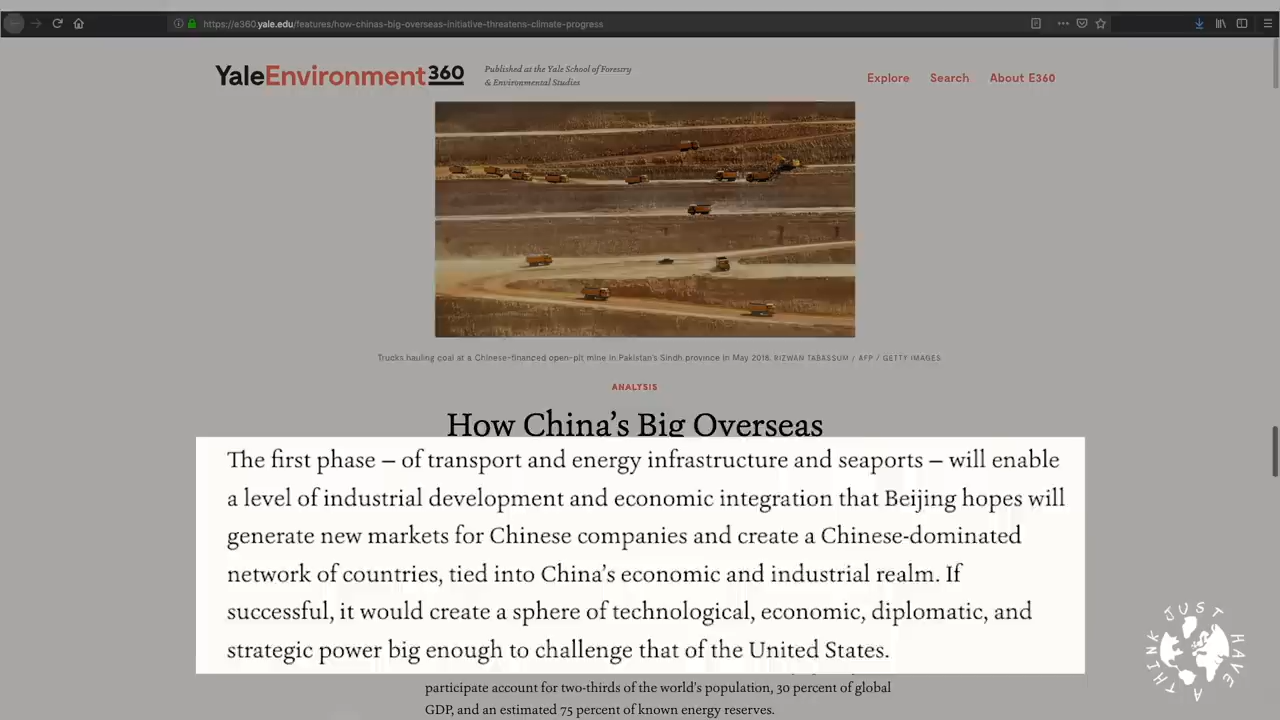 https://e360.yale.edu/features/how-chinas-big-overseas-initiative-threatens-climate-progress
YaleEnvironment360
Published at the Yale School of Forestry
& Environmental Studies
Explore Search About E360
Trucks hauling coal at a Chinese-financed open-pit mine in Pakistan's Sindh province in May 2018. RIZWAN TABASSUM / AFP / GETTY IMAGES
ANALYSIS
How China's Big Overseas
The first phase – of transport and energy infrastructure and seaports – will enable
a level of industrial development and economic integration that Beijing hopes will
generate new markets for Chinese companies and create a Chinese-dominated
network of countries, tied into China's economic and industrial realm. If
successful, it would create a sphere of technological, economic, diplomatic, and
strategic power big enough to challenge that of the United States.
participate account for two-thirds of the world's population, 30 percent of global
GDP, and an estimated 75 percent of known energy reserves.
JUST HAVE A THINK